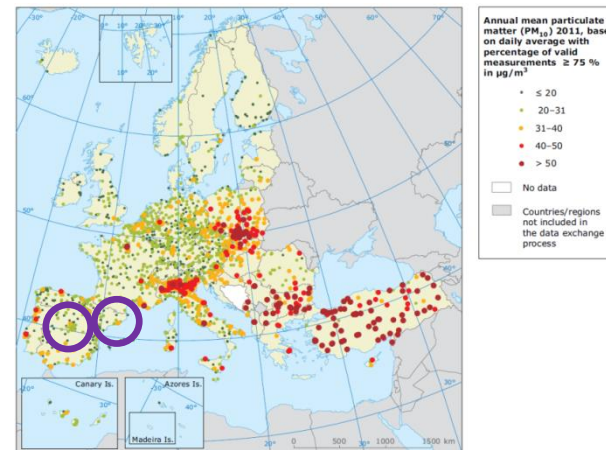 Annual mean particulate
matter (PM₁₀) 2011, base
on daily average with
percentage of valid
measurements ≥ 75 %
in µg/m³
≤ 20
20–31
31–40
40–50
> 50
No data
Countries/regions
not included in
the data exchange
process
Canary Is.
Azores Is.
Madeira Is.
0 500 1000 1500 km